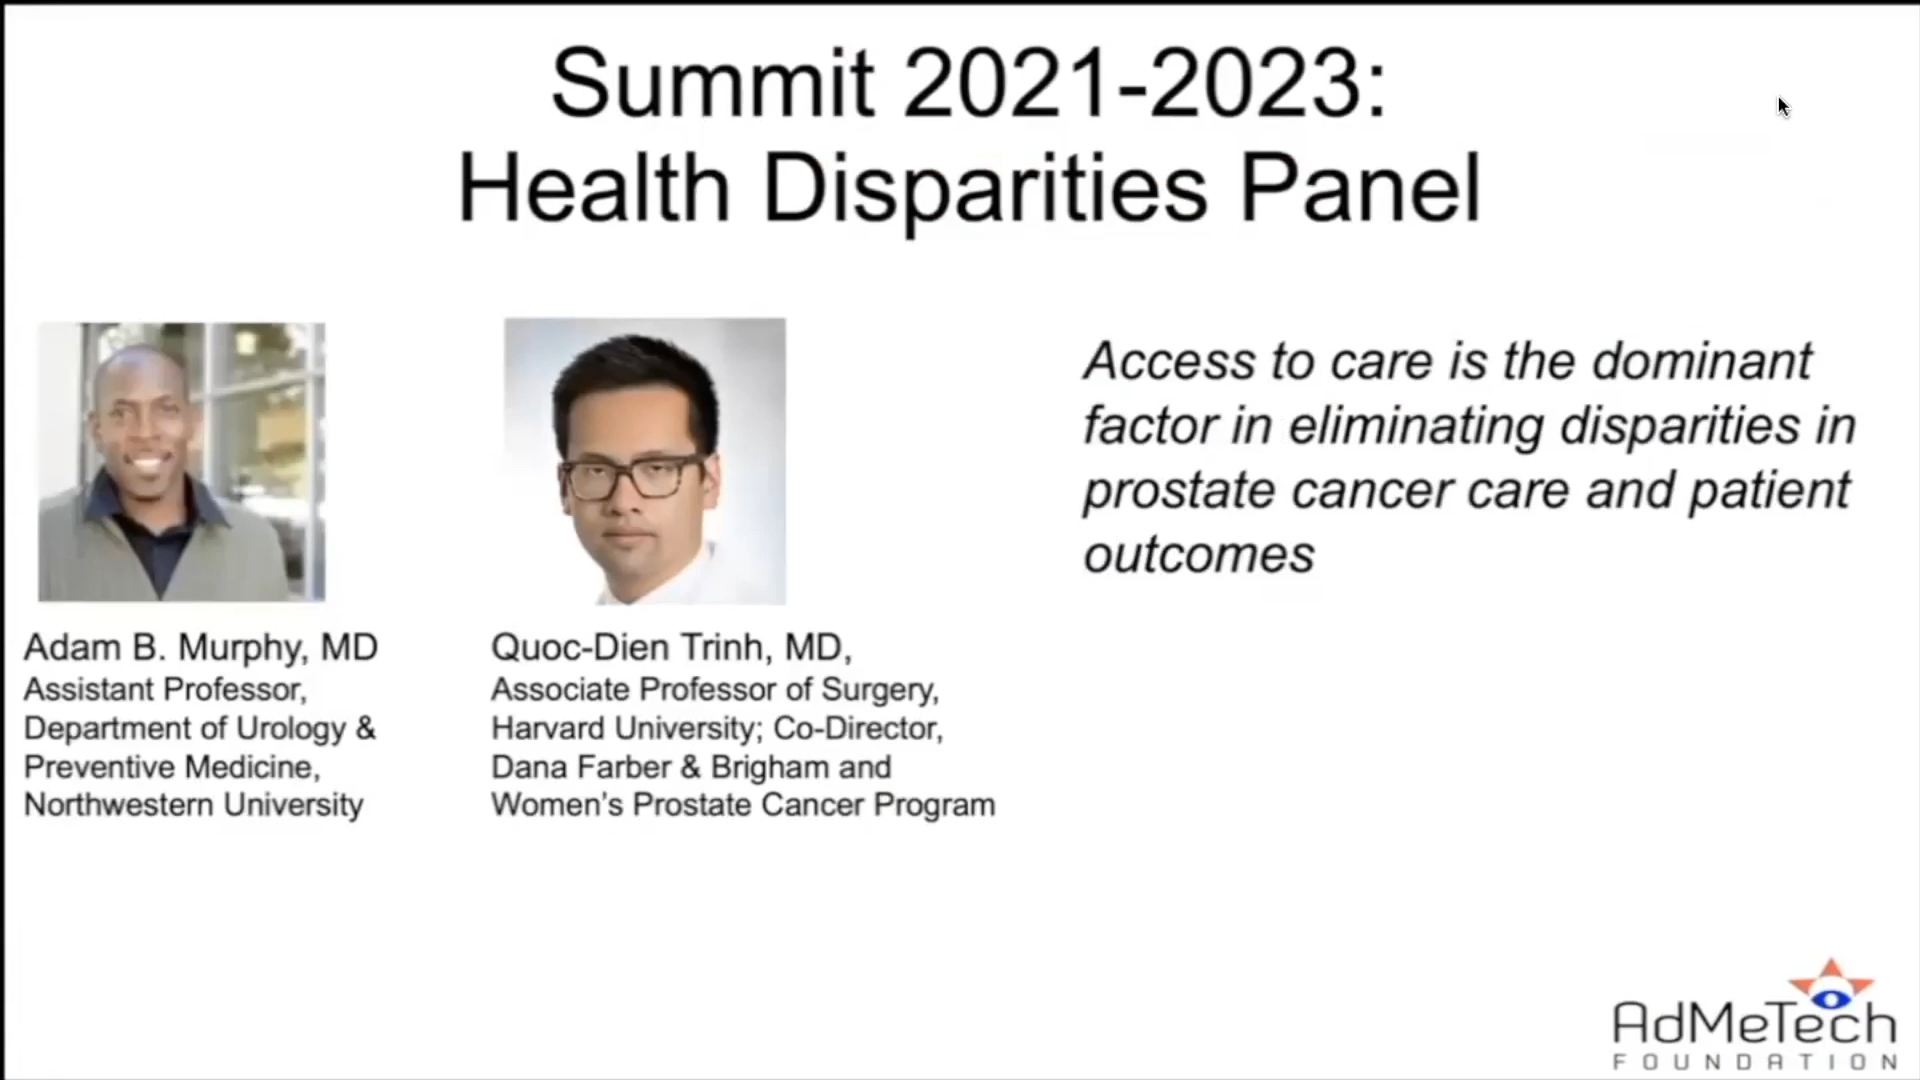 Summit 2021-2023:
Health Disparities Panel
Adam B. Murphy, MD
Assistant Professor,
Department of Urology &
Preventive Medicine,
Northwestern University
Quoc-Dien Trinh, MD,
Associate Professor of Surgery,
Harvard University; Co-Director,
Dana Farber & Brigham and
Women's Prostate Cancer Program
Access to care is the dominant
factor in eliminating disparities in
prostate cancer care and patient
outcomes
AdMeTech
FOUNDATION